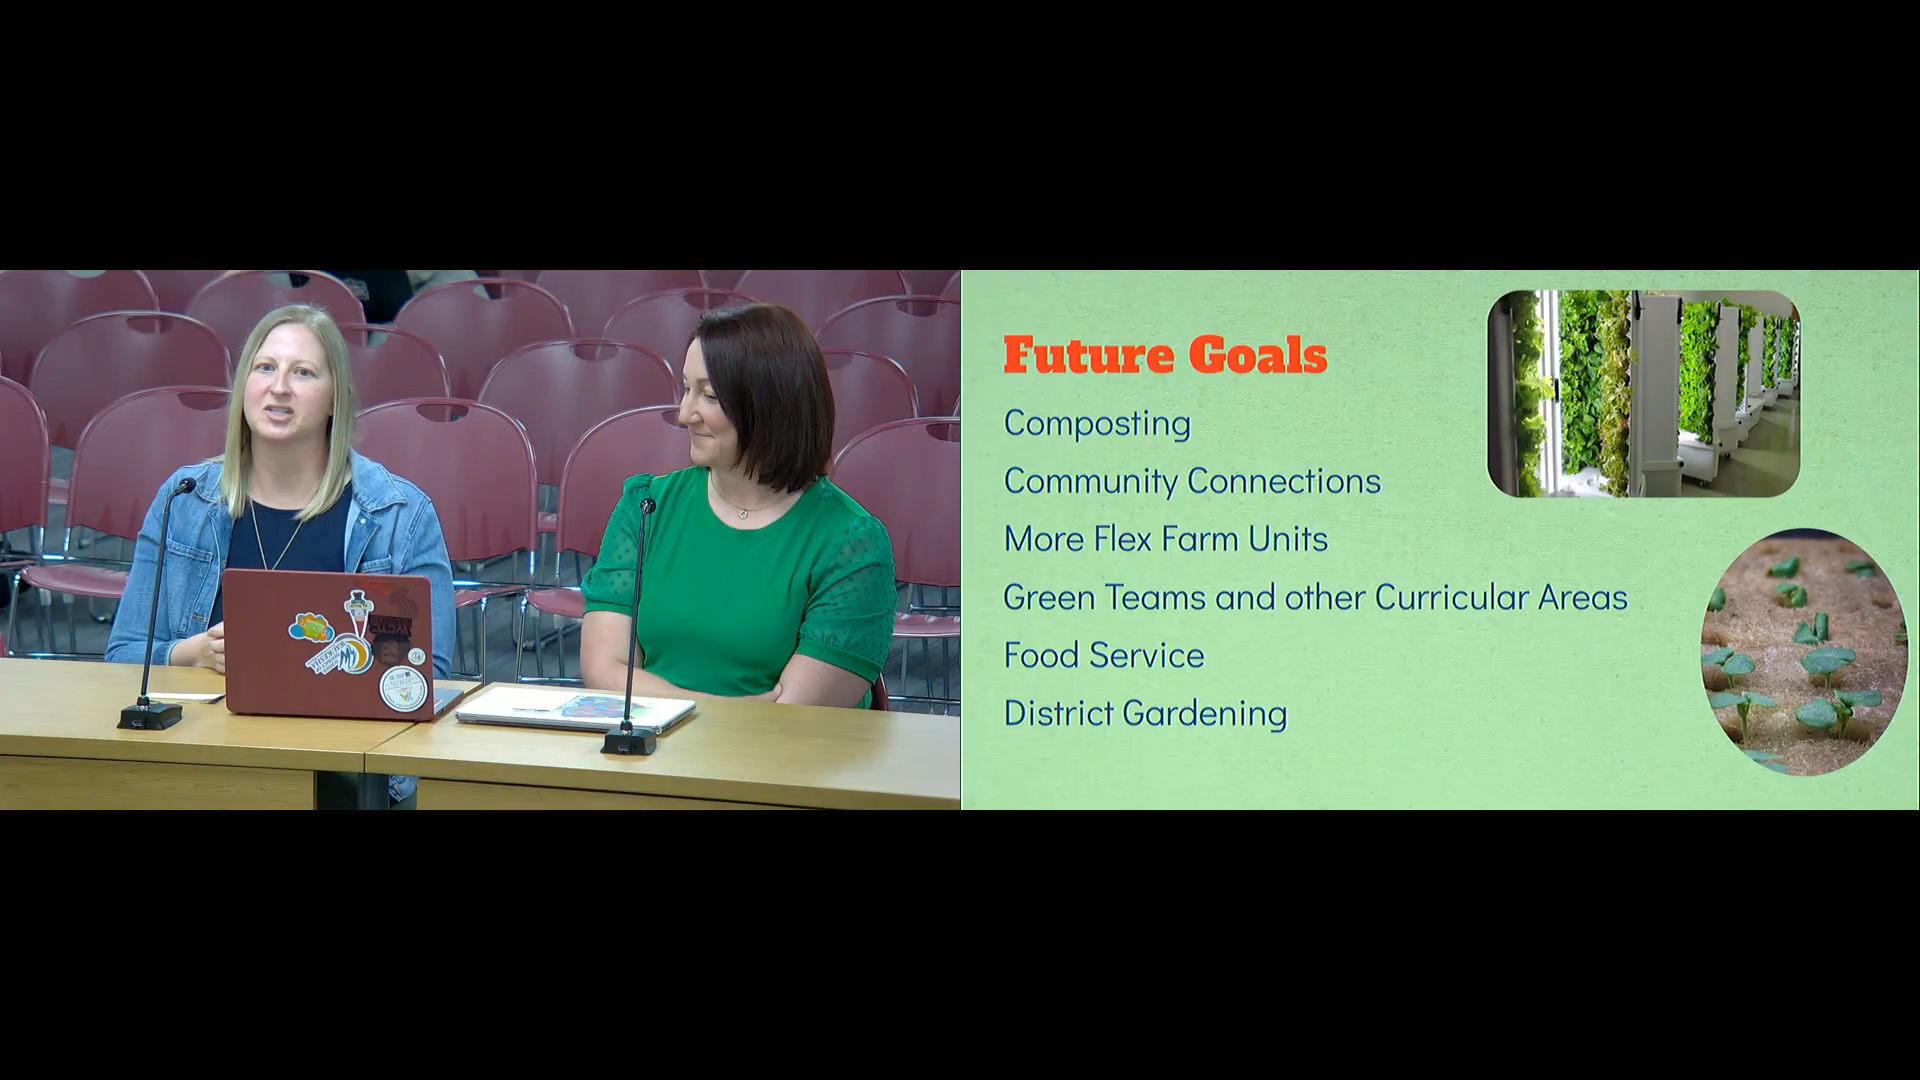 Future Goals
Composting
Community Connections
More Flex Farm Units
Green Teams and other Curricular Areas
Food Service
District Gardening